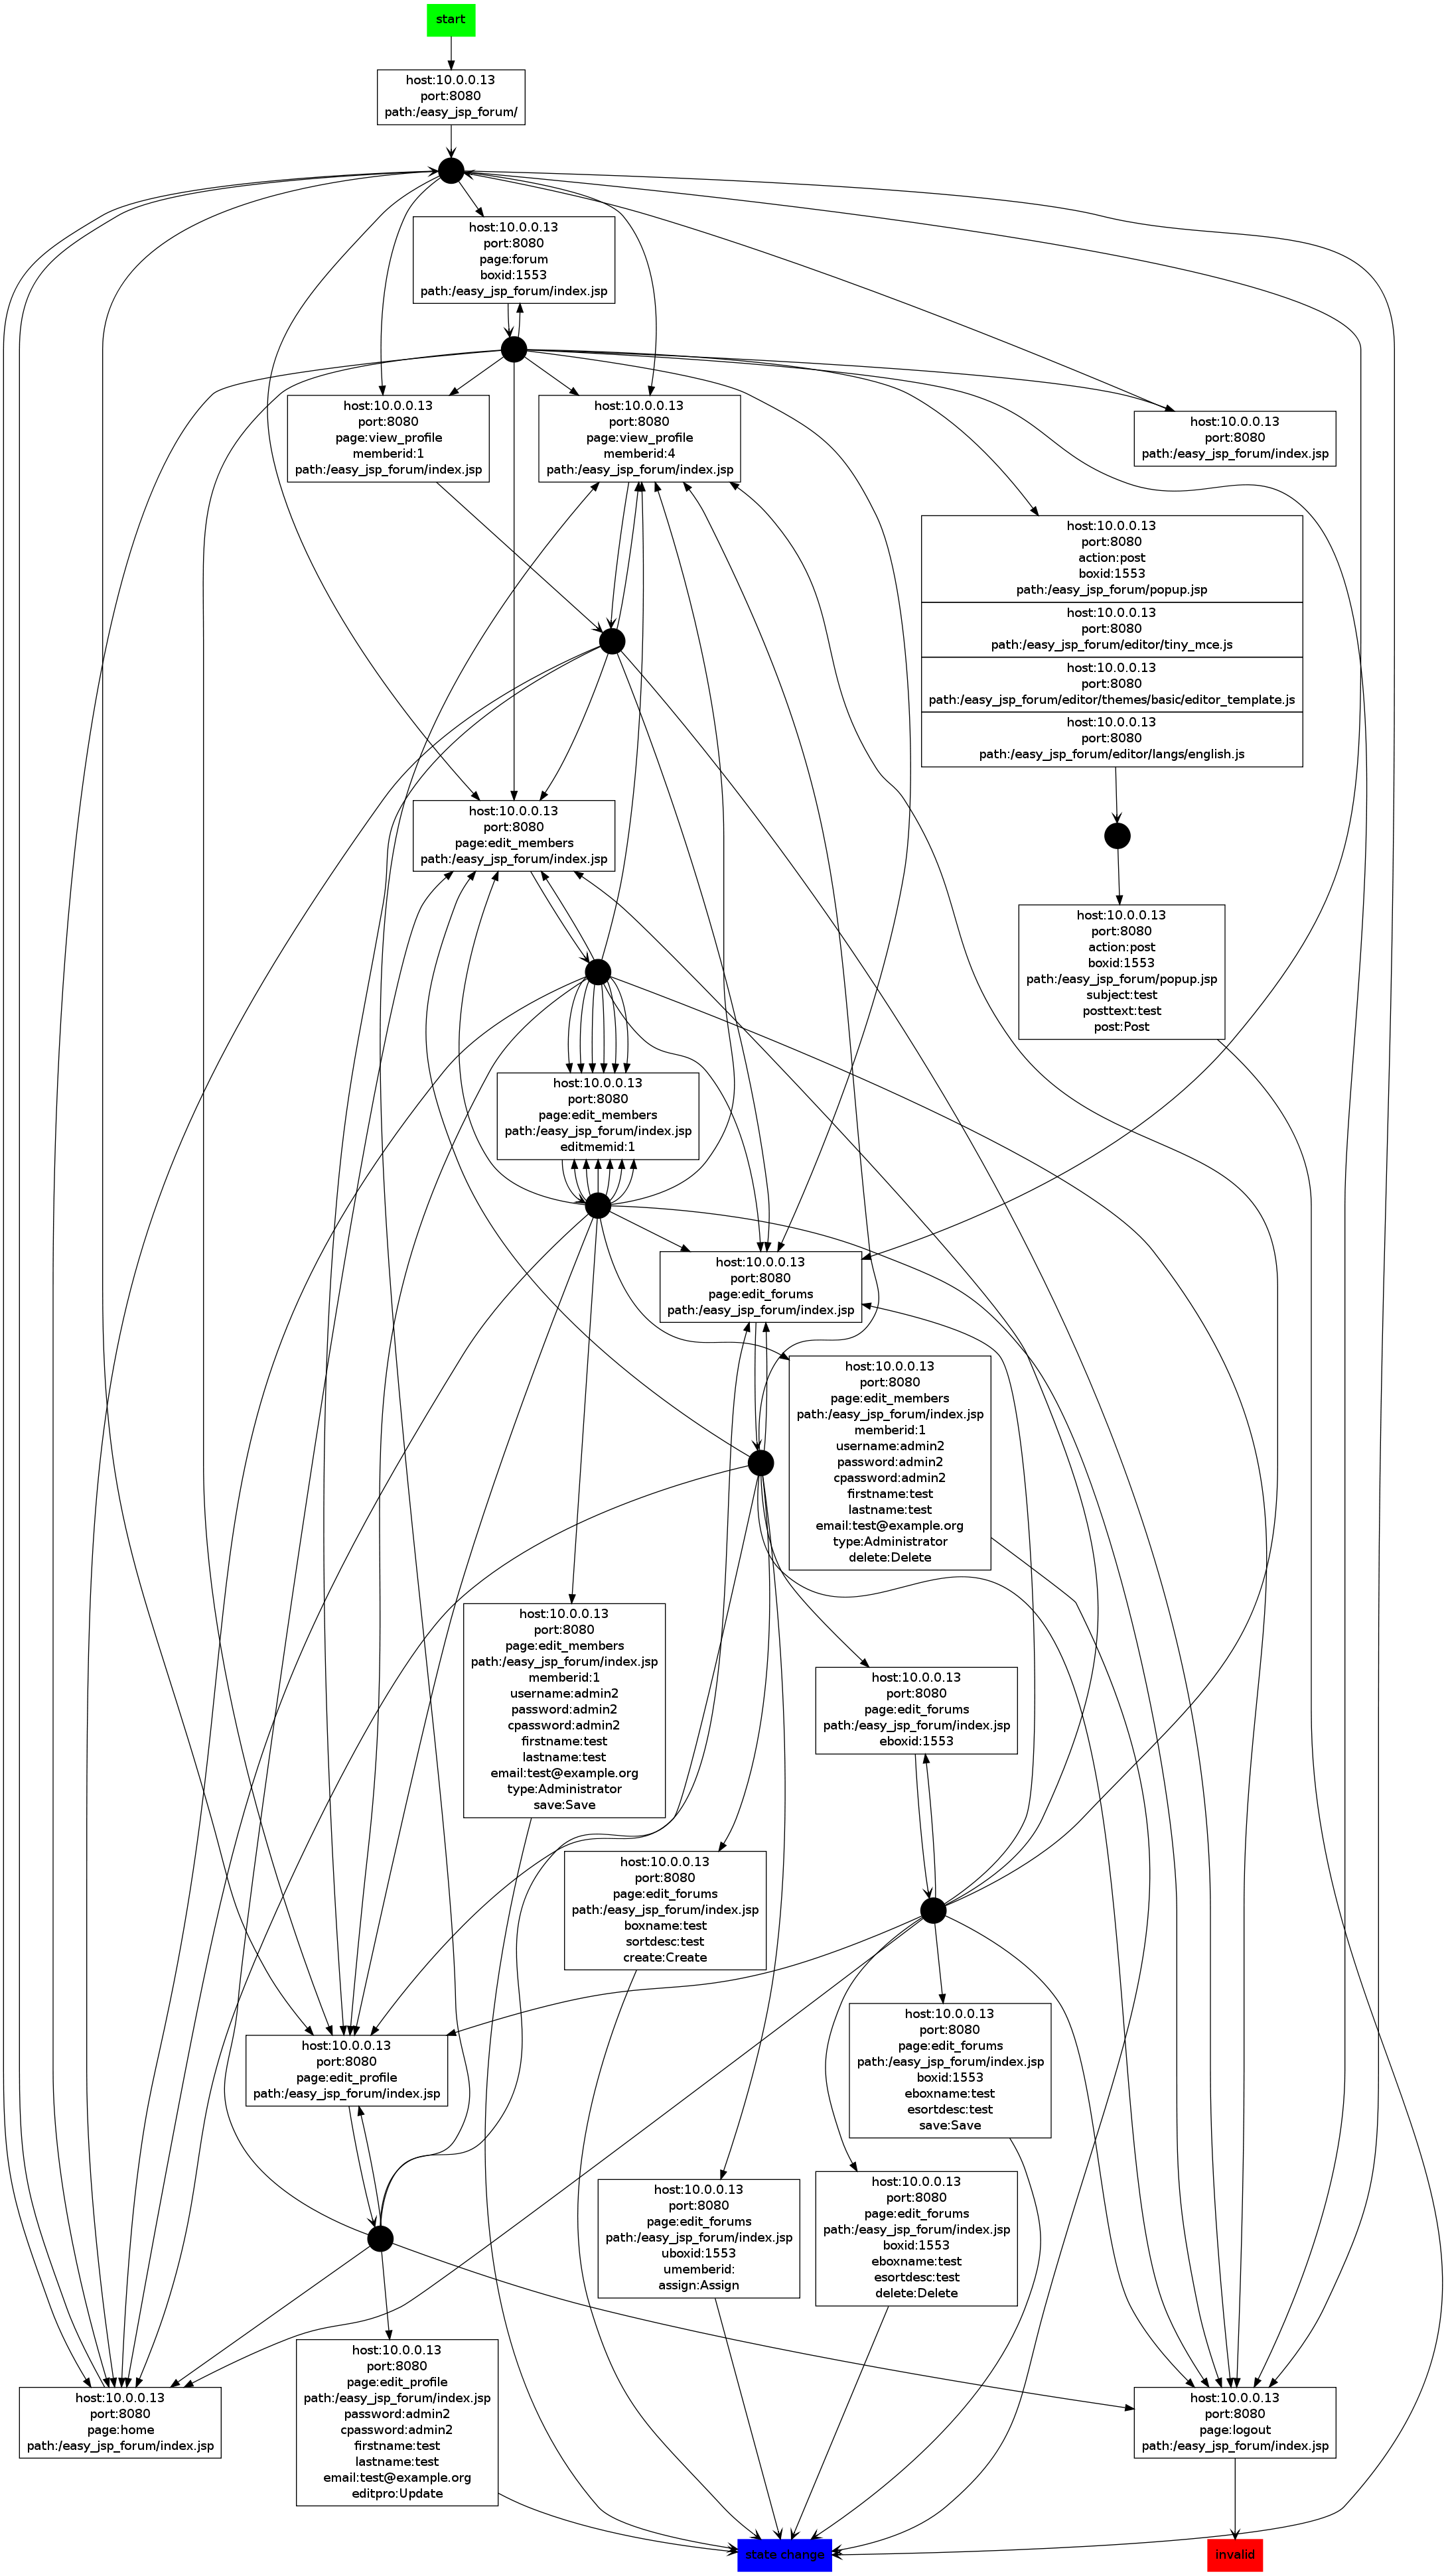 start
host:10.0.0.13
port:8080
path:/easy_jsp_forum/
host:10.0.0.13
port:8080
page:forum
boxid:1553
path:/easy_jsp_forum/index.jsp
host:10.0.0.13
port:8080
page:view_profile
memberid:1
path:/easy_jsp_forum/index.jsp
host:10.0.0.13
port:8080
page:view_profile
memberid:4
path:/easy_jsp_forum/index.jsp
host:10.0.0.13
port:8080
path:/easy_jsp_forum/index.jsp
host:10.0.0.13
port:8080
action:post
boxid:1553
path:/easy_jsp_forum/popup.jsp
host:10.0.0.13
port:8080
path:/easy_jsp_forum/editor/tiny_mce.js
host:10.0.0.13
port:8080
path:/easy_jsp_forum/editor/themes/basic/editor_template.js
host:10.0.0.13
port:8080
path:/easy_jsp_forum/editor/langs/english.js
host:10.0.0.13
port:8080
page:edit_members
path:/easy_jsp_forum/index.jsp
host:10.0.0.13
port:8080
action:post
boxid:1553
path:/easy_jsp_forum/popup.jsp
subject:test
posttext:test
post:Post
host:10.0.0.13
port:8080
page:edit_members
path:/easy_jsp_forum/index.jsp
editmemid:1
host:10.0.0.13
port:8080
page:edit_forums
path:/easy_jsp_forum/index.jsp
host:10.0.0.13
port:8080
page:edit_members
path:/easy_jsp_forum/index.jsp
memberid:1
username:admin2
password:admin2
cpassword:admin2
firstname:test
lastname:test
email:test@example.org
type:Administrator
delete:Delete
host:10.0.0.13
port:8080
page:edit_members
path:/easy_jsp_forum/index.jsp
memberid:1
username:admin2
password:admin2
cpassword:admin2
firstname:test
lastname:test
email:test@example.org
type:Administrator
save:Save
host:10.0.0.13
port:8080
page:edit_forums
path:/easy_jsp_forum/index.jsp
eboxid:1553
host:10.0.0.13
port:8080
page:edit_forums
path:/easy_jsp_forum/index.jsp
boxname:test
sortdesc:test
create:Create
host:10.0.0.13
port:8080
page:edit_profile
path:/easy_jsp_forum/index.jsp
host:10.0.0.13
port:8080
page:edit_forums
path:/easy_jsp_forum/index.jsp
boxid:1553
eboxname:test
esortdesc:test
save:Save
host:10.0.0.13
port:8080
page:edit_forums
path:/easy_jsp_forum/index.jsp
uboxid:1553
umemberid:
assign:Assign
host:10.0.0.13
port:8080
page:edit_forums
path:/easy_jsp_forum/index.jsp
boxid:1553
eboxname:test
esortdesc:test
delete:Delete
host:10.0.0.13
port:8080
page:home
path:/easy_jsp_forum/index.jsp
host:10.0.0.13
port:8080
page:edit_profile
path:/easy_jsp_forum/index.jsp
password:admin2
cpassword:admin2
firstname:test
lastname:test
email:test@example.org
editpro:Update
host:10.0.0.13
port:8080
page:logout
path:/easy_jsp_forum/index.jsp
state change
invalid